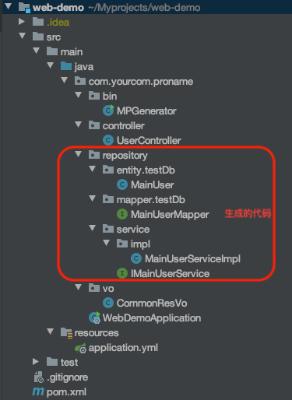 web-demo ~/Myprojects/web-demo
.idea
src
main
java
com.yourcom.proname
bin
MPGenerator
controller
UserController
repository
entity.testDb
MainUser
mapper.testDb
MainUserMapper 生成的代码
service
impl
MainUserServiceImpl
IMainUserService
vo
CommonResVo
WebDemoApplication
resources
application.yml
test
.gitignore
pom.xml